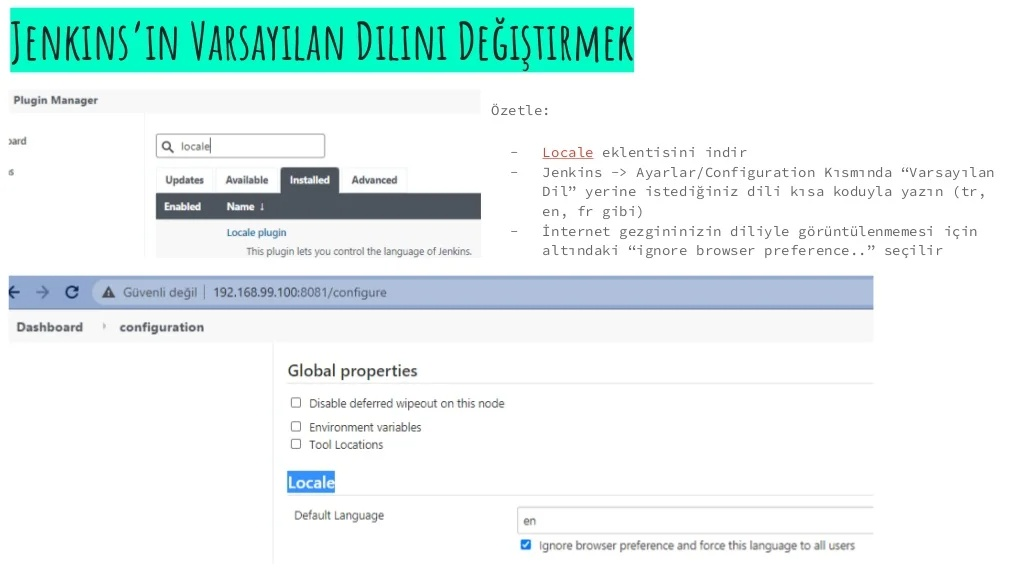 Jenkins'in Varsayılan Dilini Değiştirmek
Plugin Manager
locale
Updates Available Installed Advanced
Enabled Name ↓
Locale plugin
This plugin lets you control the language of Jenkins.
Özetle:
- Locale eklentisini indir
- Jenkins -> Ayarlar/Configuration Kısmında “Varsayılan
Dil” yerine istediğiniz dili kısa koduyla yazın (tr,
en, fr gibi)
- İnternet gezgininizin diliyle görüntülenmemesi için
altındaki “ignore browser preference..” seçilir
Güvenli değil | 192.168.99.100:8081/configure
Dashboard configuration
Global properties
Disable deferred wipeout on this node
Environment variables
Tool Locations
Locale
Default Language
en
Ignore browser preference and force this language to all users